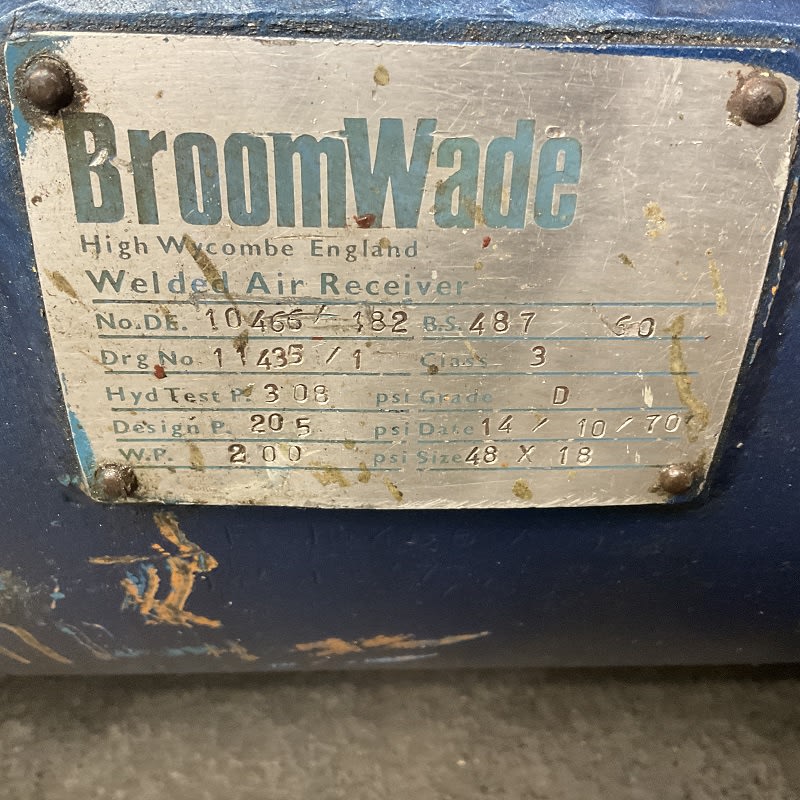 BroomWade
High Wycombe England
Welded Air Receiver
No.DE. 10466/ 182 B.S. 487 60
Drg No 11435 / 1 Class 3
Hyd Test P. 308 psi Grade D
Design P. 205 psi Date 14 / 10 / 70
W.P. 200 psi Size 48 X 18